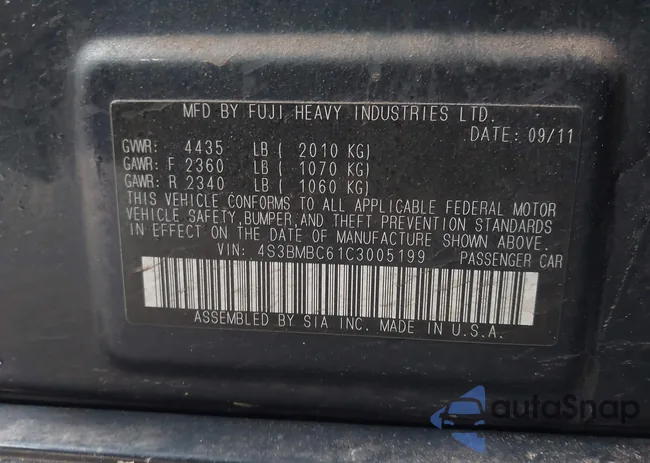 MFD BY FUJI HEAVY INDUSTRIES LTD.
DATE: 09/11
GVWR: 4435 LB ( 2010 KG)
GAWR: F 2360 LB ( 1070 KG)
GAWR: R 2340 LB ( 1060 KG)
THIS VEHICLE CONFORMS TO ALL APPLICABLE FEDERAL MOTOR
VEHICLE SAFETY, BUMPER, AND THEFT PREVENTION STANDARDS
IN EFFECT ON THE DATE OF MANUFACTURE SHOWN ABOVE.
VIN: 4S3BMBC61C3005199 PASSENGER CAR
ASSEMBLED BY SIA INC. MADE IN U.S.A.
autoSnap